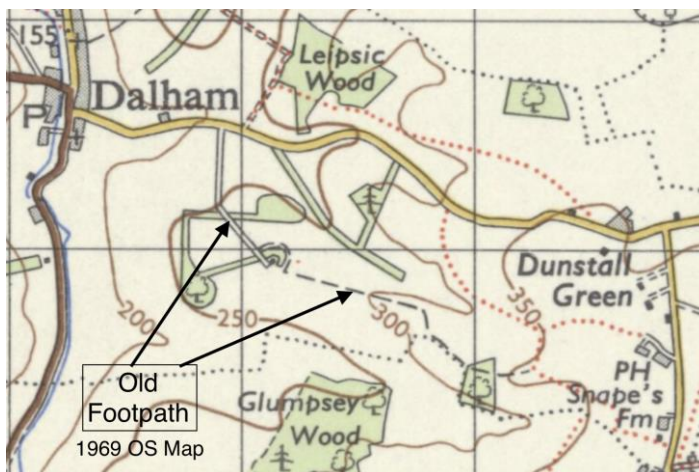 155
Leipsic
Wood
Dalham
P
Dunstall
Green
200
250
300
350
Old
Footpath
1969 OS Map
Glumpsey
Wood
PH
Snape's
Fm